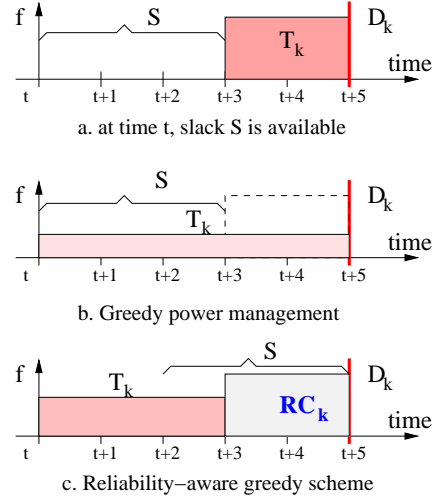 f S D_k
T_k
time
t t+1 t+2 t+3 t+4 t+5
a. at time t, slack S is available
f S D_k
T_k
time
t t+1 t+2 t+3 t+4 t+5
b. Greedy power management
f S D_k
T_k
RC_k
time
t t+1 t+2 t+3 t+4 t+5
c. Reliability−aware greedy scheme